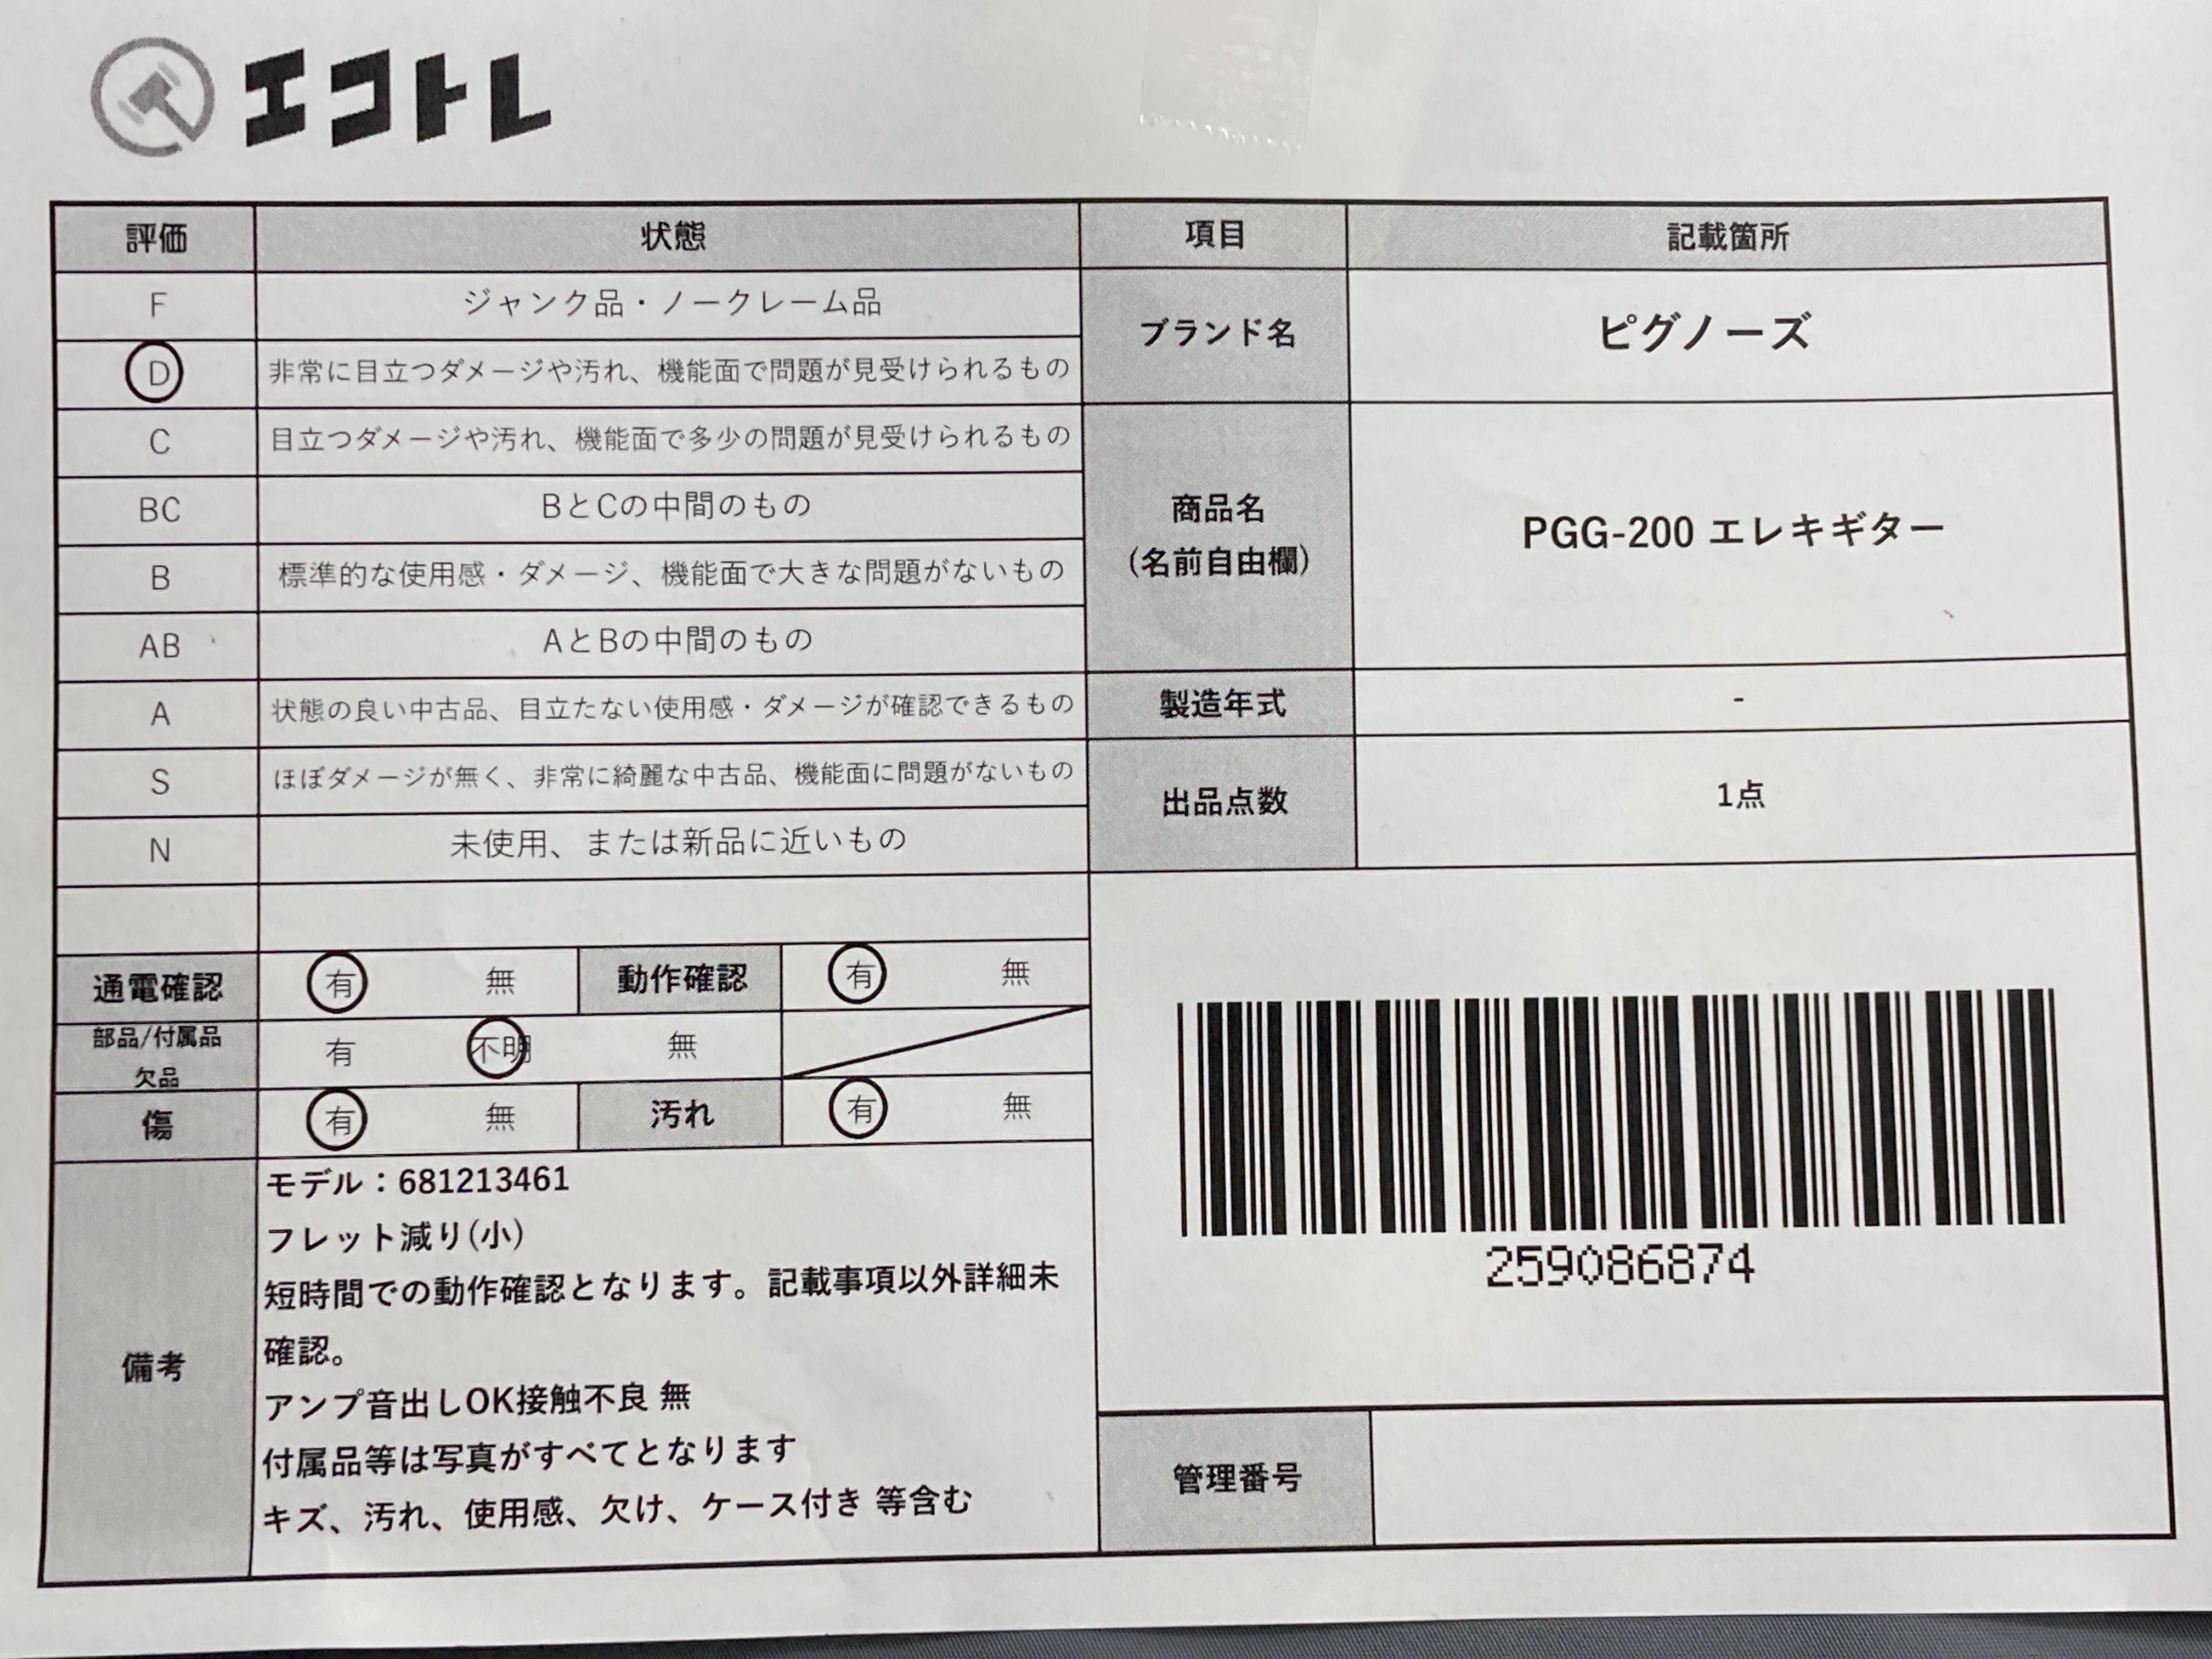 エコトレ
評価 状態 項目 記載箇所
F ジャンク品・ノークレーム品
D 非常に目立つダメージや汚れ、機能面で問題が見受けられるもの
ブランド名 ピグノーズ
C 目立つダメージや汚れ、機能面で多少の問題が見受けられるもの
BC BとCの中間のもの
B 標準的な使用感・ダメージ、機能面で大きな問題がないもの
AB AとBの中間のもの
商品名
(名前自由欄)
PGG-200 エレキギター
A 状態の良い中古品、目立たない使用感・ダメージが確認できるもの
製造年式 -
S ほぼダメージが無く、非常に綺麗な中古品、機能面に問題がないもの
N 未使用、または新品に近いもの
出品点数 1点
通電確認 有 無 動作確認 有 無
部品/付属品
欠品
有 不明 無
傷 有 無 汚れ 有 無
備考
モデル：681213461
フレット減り(小)
短時間での動作確認となります。記載事項以外詳細未
確認。
アンプ音出しOK接触不良 無
付属品等は写真がすべてとなります
キズ、汚れ、使用感、欠け、ケース付き 等含む
259086874
管理番号